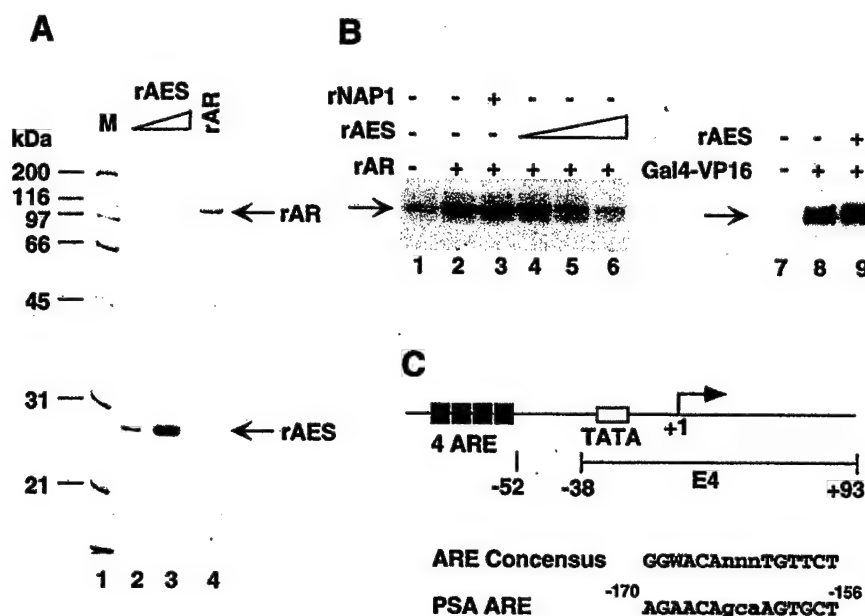 A
rAES
rAR
M
kDa
200
116
97
66
45
31
21
rAR
rAES
1 2 3 4
B
rNAP1 - - + - - -
rAES - - -
rAR - + + + + +
1 2 3 4 5 6
rAES - - +
Gal4-VP16 - + +
7 8 9
C
4 ARE
TATA
+1
-52
-38
E4
+93
ARE Concensus GGWACAnnnTGTTCT
-170 -156
PSA ARE AGAACAgcaAGTGCT